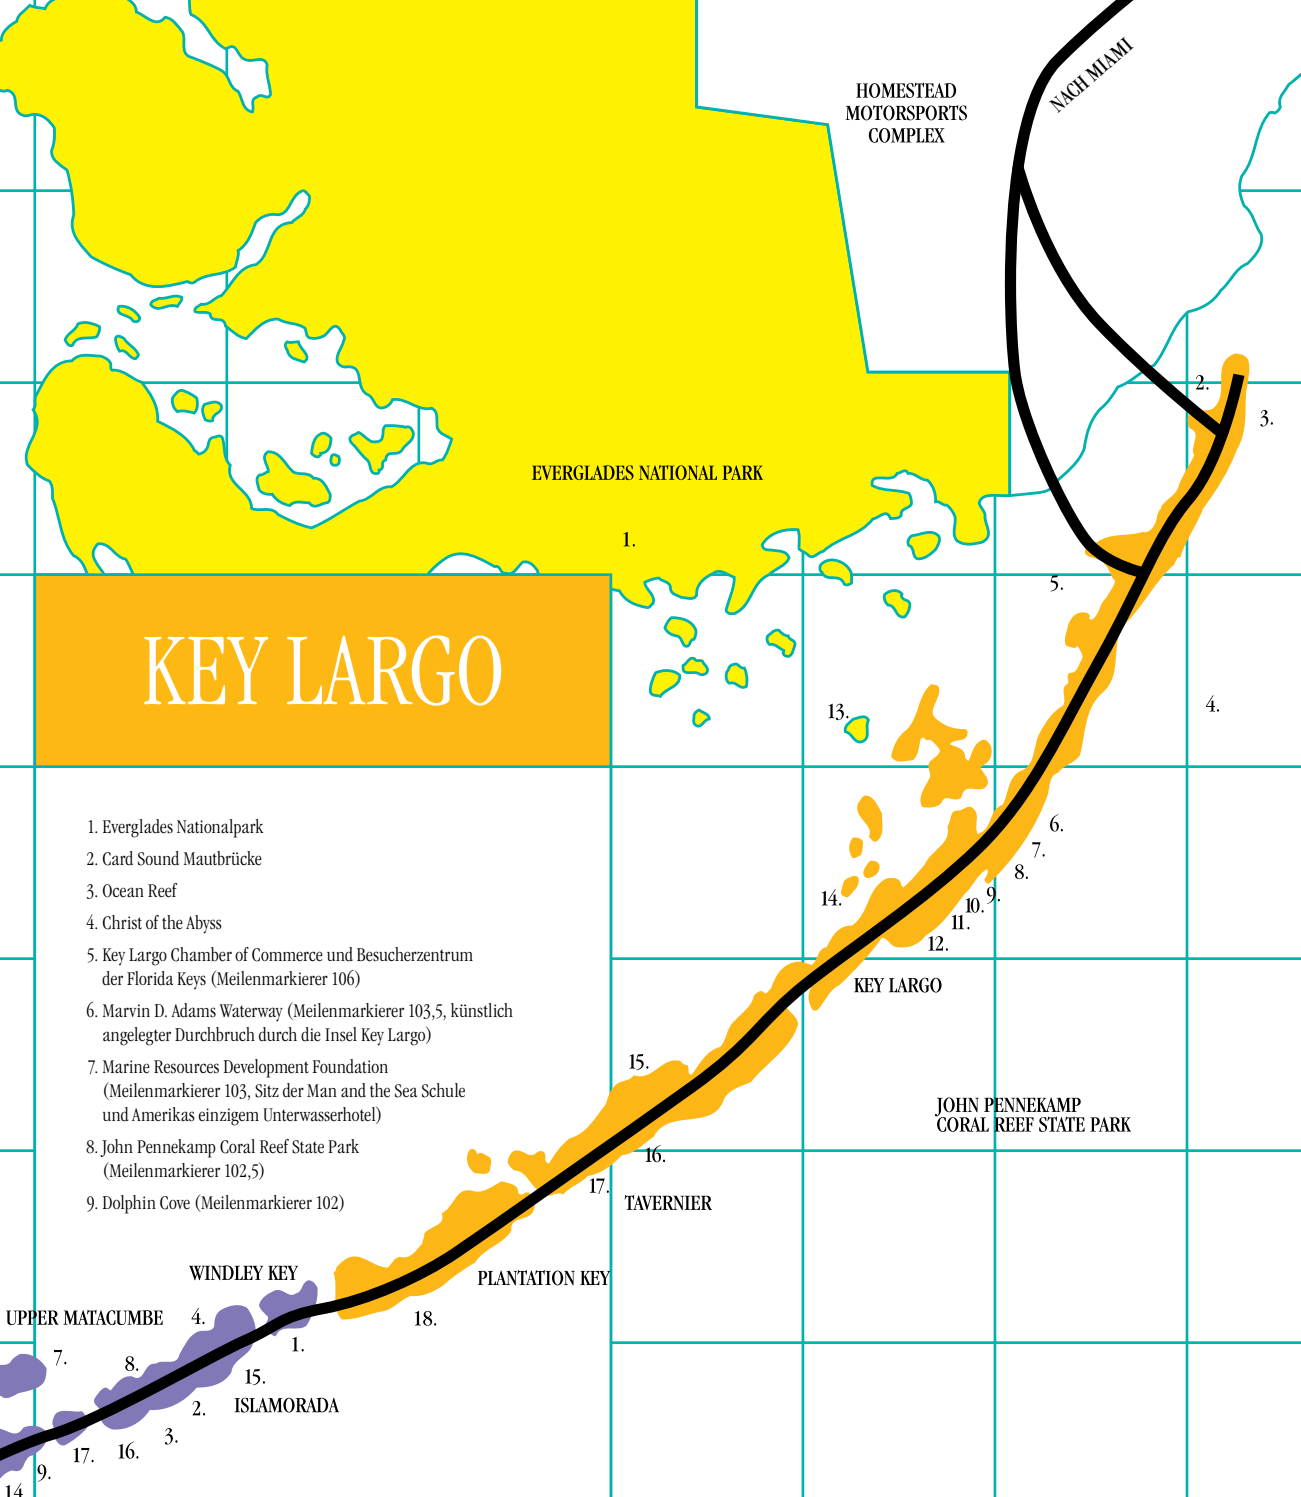 NACH MIAMI
HOMESTEAD
MOTORSPORTS
COMPLEX
2.
3.
EVERGLADES NATIONAL PARK
1.
5.
KEY LARGO
13.
4.
1. Everglades Nationalpark
2. Card Sound Mautbrücke
3. Ocean Reef
4. Christ of the Abyss
5. Key Largo Chamber of Commerce und Besucherzentrum
der Florida Keys (Meilenmarkierer 106)
6. Marvin D. Adams Waterway (Meilenmarkierer 103,5, künstlich
angelegter Durchbruch durch die Insel Key Largo)
7. Marine Resources Development Foundation
(Meilenmarkierer 103, Sitz der Man and the Sea Schule
und Amerikas einzigem Unterwasserhotel)
8. John Pennekamp Coral Reef State Park
(Meilenmarkierer 102,5)
9. Dolphin Cove (Meilenmarkierer 102)
6.
7.
8.
9.
10.
11.
12.
14.
KEY LARGO
15.
JOHN PENNEKAMP
CORAL REEF STATE PARK
16.
17.
TAVERNIER
PLANTATION KEY
18.
WINDLEY KEY
UPPER MATACUMBE
4.
1.
7.
8.
15.
ISLAMORADA
2.
3.
16.
17.
9.
14